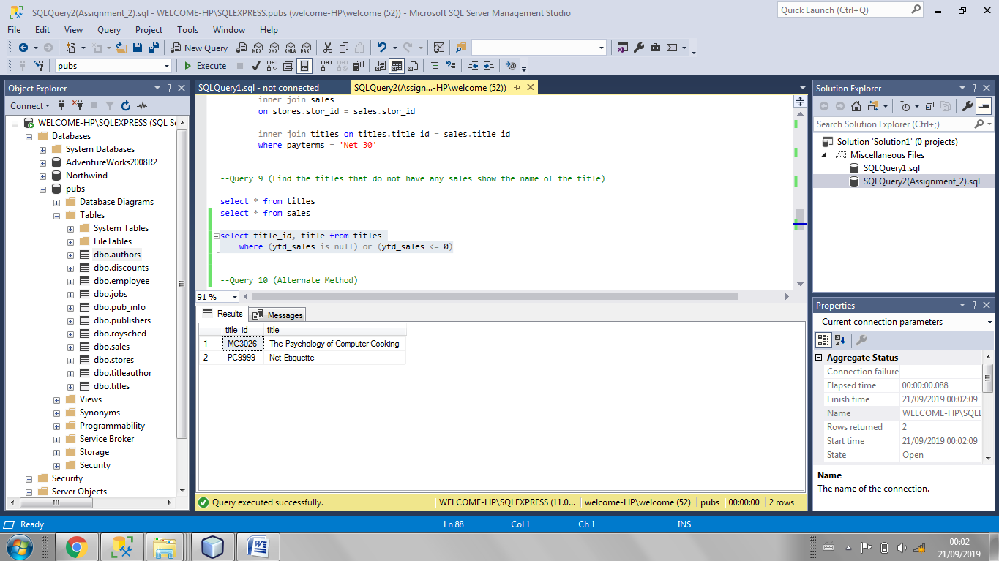 SQLQuery2(Assignment_2).sql - WELCOME-HP\SQLEXPRESS.pubs (welcome-HP\welcome (52)) - Microsoft SQL Server Management Studio
Quick Launch (Ctrl+Q)
File Edit View Query Project Tools Window Help
New Query MDX DMX XMLA DAX
pubs Execute
Object Explorer
Connect
WELCOME-HP\SQLEXPRESS (SQL S
Databases
System Databases
AdventureWorks2008R2
Northwind
pubs
Database Diagrams
Tables
System Tables
FileTables
dbo.authors
dbo.discounts
dbo.employee
dbo.jobs
dbo.pub_info
dbo.publishers
dbo.roysched
dbo.sales
dbo.stores
dbo.titleauthor
dbo.titles
Views
Synonyms
Programmability
Service Broker
Storage
Security
Security
Server Objects
SQLQuery1.sql - not connected
SQLQuery2(Assign...-HP\welcome (52))
inner join sales
on stores.stor_id = sales.stor_id
inner join titles on titles.title_id = sales.title_id
where payterms = 'Net 30'
--Query 9 (Find the titles that do not have any sales show the name of the title)
select * from titles
select * from sales
select title_id, title from titles
where (ytd_sales is null) or (ytd_sales <= 0)
--Query 10 (Alternate Method)
91 %
Results Messages
title_id title
1 MC3026 The Psychology of Computer Cooking
2 PC9999 Net Etiquette
Query executed successfully. WELCOME-HP\SQLEXPRESS (11.0... welcome-HP\welcome (52) pubs 00:00:00 2 rows
Solution Explorer
Search Solution Explorer (Ctrl+;)
Solution 'Solution1' (0 projects)
Miscellaneous Files
SQLQuery1.sql
SQLQuery2(Assignment_2).sql
Properties
Current connection parameters
Aggregate Status
Connection failure
Elapsed time 00:00:00.088
Finish time 21/09/2019 00:02:09
Name WELCOME-HP\SQLE
Rows returned 2
Start time 21/09/2019 00:02:09
State Open
Name
The name of the connection.
Ready Ln 88 Col 1 Ch 1 INS
00:02
21/09/2019